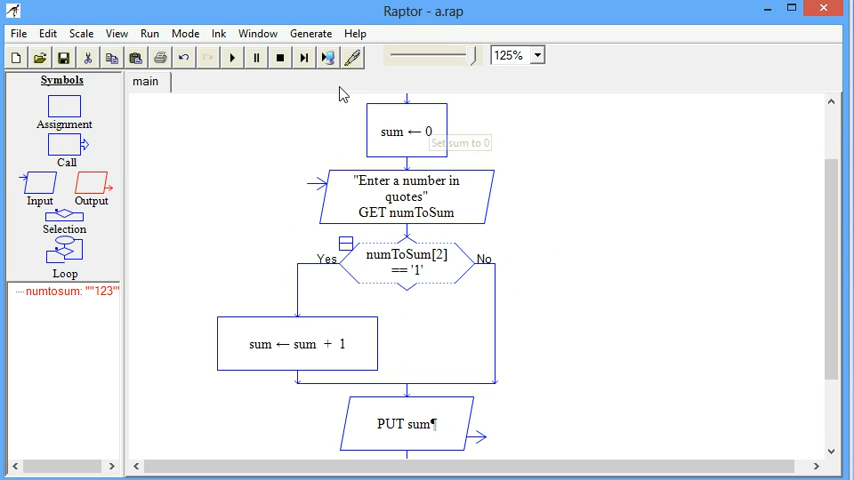 Raptor - a.rap
File Edit Scale View Run Mode Ink Window Generate Help
125%
Symbols
main
Assignment
Call
Input Output
Selection
Loop
numtosum: ""123"
sum ← 0
Set sum to 0
"Enter a number in
quotes"
GET numToSum
numToSum[2]
== '1'
Yes
No
sum ← sum + 1
PUT sum¶